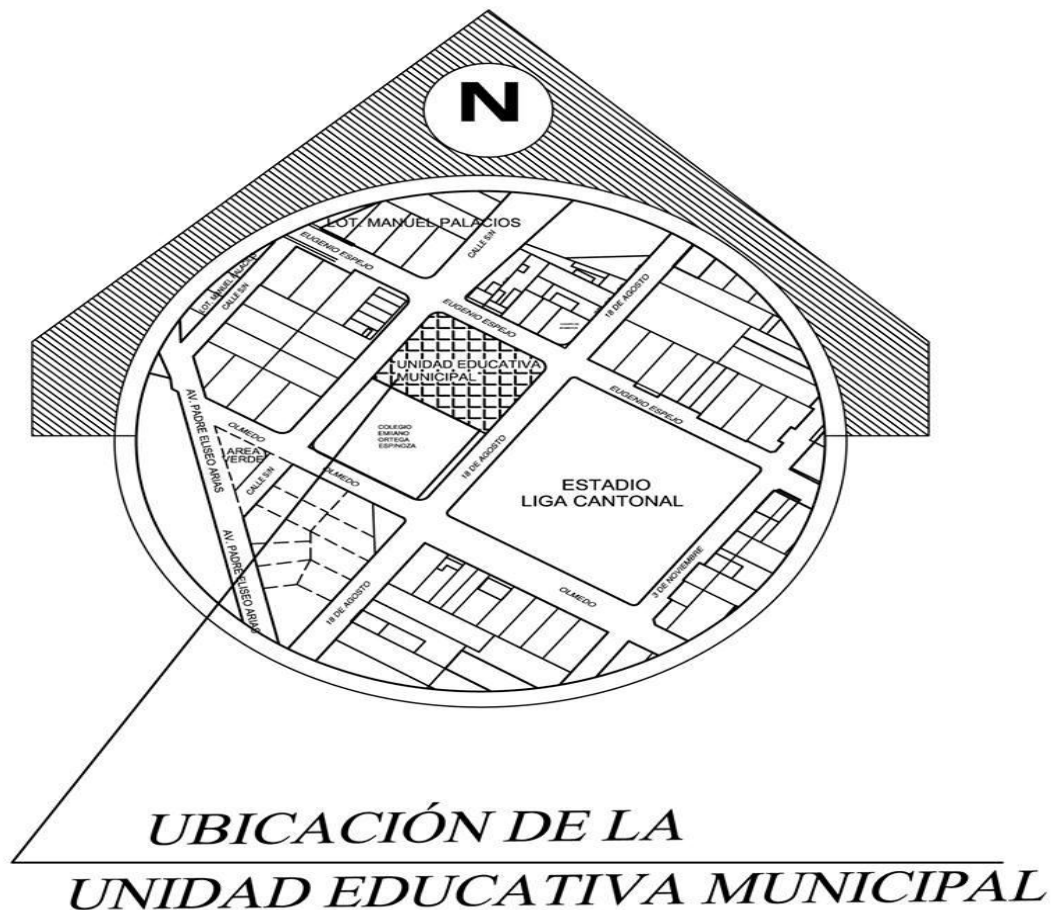 N
LOT. MANUEL PALACIOS
EUGENIO ESPEJO
CALLE S/N
LOT. MANUEL PALACIOS
CALLE S/N
18 DE AGOSTO
EUGENIO ESPEJO
UNIDAD EDUCATIVA
MUNICIPAL
EUGENIO ESPEJO
AV. PADRE ELISEO ARIAS
OLMEDO
COLEGIO
EMIIANO
ORTEGA
ESPINOZA
18 DE AGOSTO
AREA
VERDE
CALLE S/N
OLMEDO
ESTADIO
LIGA CANTONAL
AV. PADRE ELISEO ARIAS
18 DE AGOSTO
OLMEDO
3 DE NOVIEMBRE
UBICACIÓN DE LA
UNIDAD EDUCATIVA MUNICIPAL